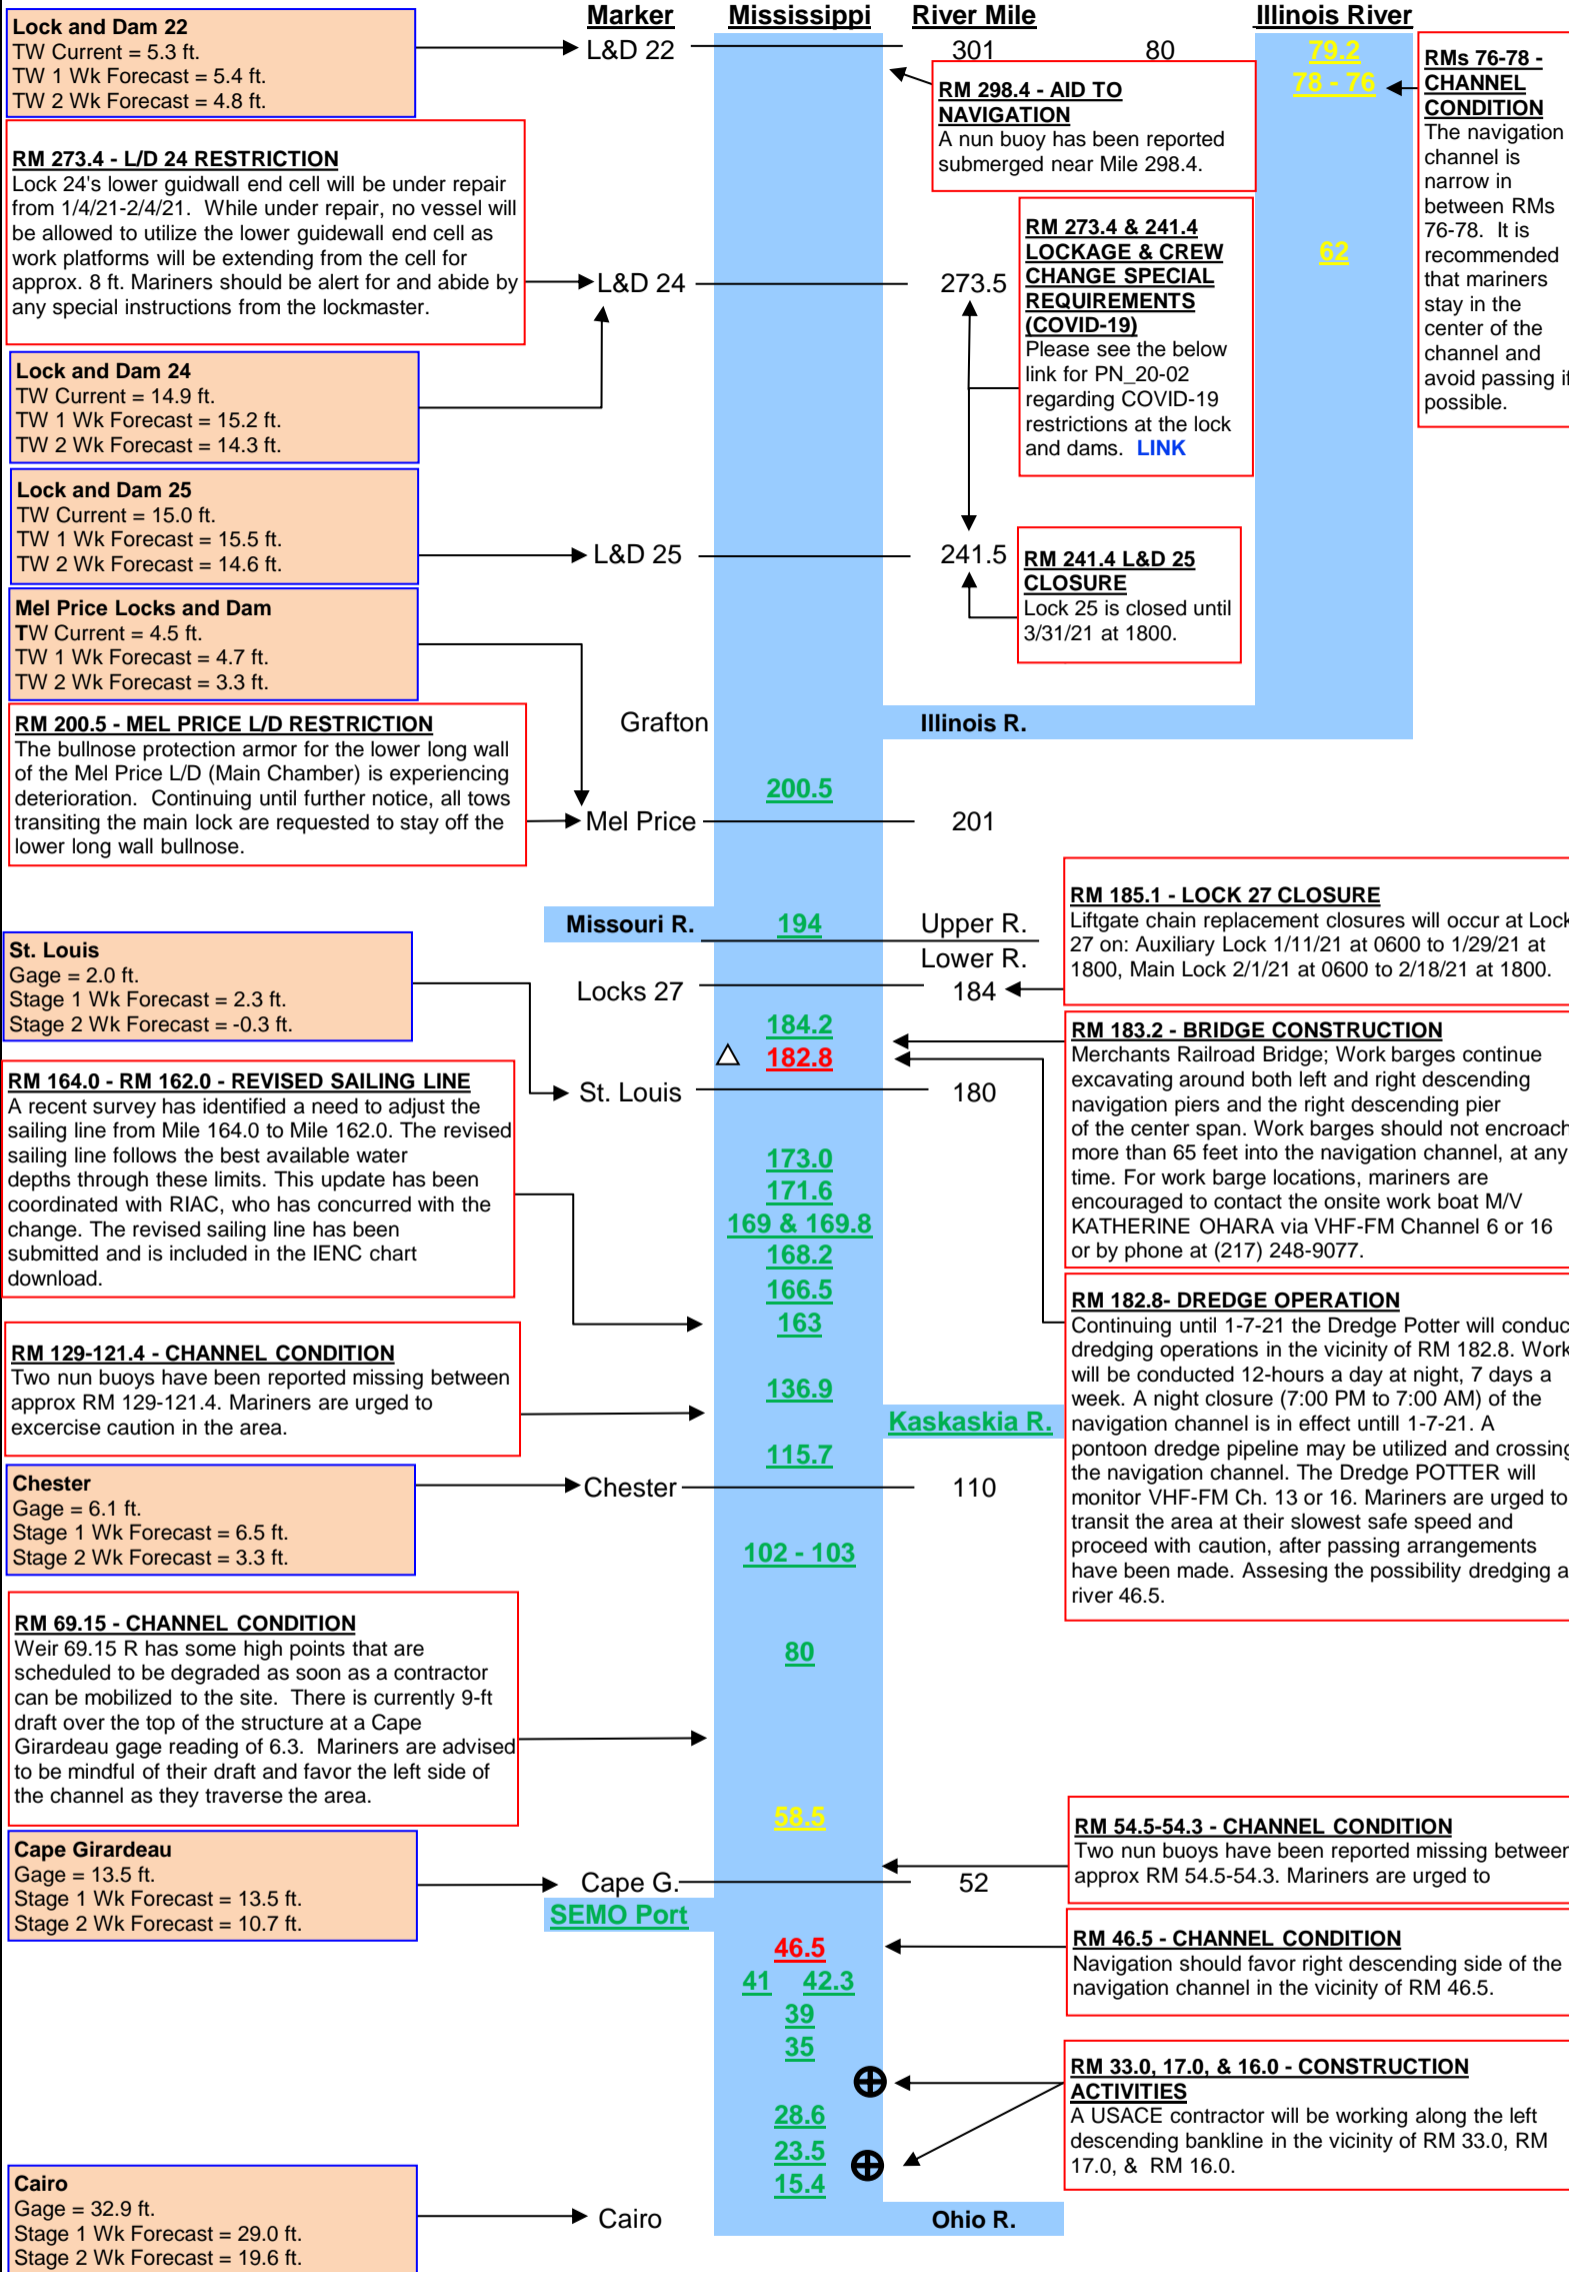 Marker
Mississippi
River Mile
Illinois River
Lock and Dam 22
TW Current = 5.3 ft.
TW 1 Wk Forecast = 5.4 ft.
TW 2 Wk Forecast = 4.8 ft.
L&D 22
301
80
79.2
78 - 76
RMs 76-78 -
CHANNEL
CONDITION
The navigation
channel is
narrow in
between RMs
76-78. It is
recommended
that mariners
stay in the
center of the
channel and
avoid passing if
possible.
RM 298.4 - AID TO
NAVIGATION
A nun buoy has been reported
submerged near Mile 298.4.
RM 273.4 - L/D 24 RESTRICTION
Lock 24's lower guidwall end cell will be under repair
from 1/4/21-2/4/21. While under repair, no vessel will
be allowed to utilize the lower guidewall end cell as
work platforms will be extending from the cell for
approx. 8 ft. Mariners should be alert for and abide by
any special instructions from the lockmaster.
L&D 24
273.5
RM 273.4 & 241.4
LOCKAGE & CREW
CHANGE SPECIAL
REQUIREMENTS
(COVID-19)
Please see the below
link for PN_20-02
regarding COVID-19
restrictions at the lock
and dams. LINK
62
Lock and Dam 24
TW Current = 14.9 ft.
TW 1 Wk Forecast = 15.2 ft.
TW 2 Wk Forecast = 14.3 ft.
Lock and Dam 25
TW Current = 15.0 ft.
TW 1 Wk Forecast = 15.5 ft.
TW 2 Wk Forecast = 14.6 ft.
L&D 25
241.5
RM 241.4 L&D 25
CLOSURE
Lock 25 is closed until
3/31/21 at 1800.
Mel Price Locks and Dam
TW Current = 4.5 ft.
TW 1 Wk Forecast = 4.7 ft.
TW 2 Wk Forecast = 3.3 ft.
Grafton
Illinois R.
RM 200.5 - MEL PRICE L/D RESTRICTION
The bullnose protection armor for the lower long wall
of the Mel Price L/D (Main Chamber) is experiencing
deterioration. Continuing until further notice, all tows
transiting the main lock are requested to stay off the
lower long wall bullnose.
200.5
Mel Price
201
Missouri R.
194
Upper R.
Lower R.
RM 185.1 - LOCK 27 CLOSURE
Liftgate chain replacement closures will occur at Lock
27 on: Auxiliary Lock 1/11/21 at 0600 to 1/29/21 at
1800, Main Lock 2/1/21 at 0600 to 2/18/21 at 1800.
St. Louis
Gage = 2.0 ft.
Stage 1 Wk Forecast = 2.3 ft.
Stage 2 Wk Forecast = -0.3 ft.
Locks 27
184
184.2
182.8
RM 183.2 - BRIDGE CONSTRUCTION
Merchants Railroad Bridge; Work barges continue
excavating around both left and right descending
navigation piers and the right descending pier
of the center span. Work barges should not encroach
more than 65 feet into the navigation channel, at any
time. For work barge locations, mariners are
encouraged to contact the onsite work boat M/V
KATHERINE OHARA via VHF-FM Channel 6 or 16
or by phone at (217) 248-9077.
St. Louis
180
RM 164.0 - RM 162.0 - REVISED SAILING LINE
A recent survey has identified a need to adjust the
sailing line from Mile 164.0 to Mile 162.0. The revised
sailing line follows the best available water
depths through these limits. This update has been
coordinated with RIAC, who has concurred with the
change. The revised sailing line has been
submitted and is included in the IENC chart
download.
173.0
171.6
169 & 169.8
168.2
166.5
163
RM 182.8- DREDGE OPERATION
Continuing until 1-7-21 the Dredge Potter will conduc
dredging operations in the vicinity of RM 182.8. Work
will be conducted 12-hours a day at night, 7 days a
week. A night closure (7:00 PM to 7:00 AM) of the
navigation channel is in effect untill 1-7-21. A
pontoon dredge pipeline may be utilized and crossing
the navigation channel. The Dredge POTTER will
monitor VHF-FM Ch. 13 or 16. Mariners are urged to
transit the area at their slowest safe speed and
proceed with caution, after passing arrangements
have been made. Assesing the possibility dredging a
river 46.5.
RM 129-121.4 - CHANNEL CONDITION
Two nun buoys have been reported missing between
approx RM 129-121.4. Mariners are urged to
excercise caution in the area.
136.9
Kaskaskia R.
115.7
Chester
Gage = 6.1 ft.
Stage 1 Wk Forecast = 6.5 ft.
Stage 2 Wk Forecast = 3.3 ft.
Chester
110
102 - 103
RM 69.15 - CHANNEL CONDITION
Weir 69.15 R has some high points that are
scheduled to be degraded as soon as a contractor
can be mobilized to the site. There is currently 9-ft
draft over the top of the structure at a Cape
Girardeau gage reading of 6.3. Mariners are advised
to be mindful of their draft and favor the left side of
the channel as they traverse the area.
80
58.5
RM 54.5-54.3 - CHANNEL CONDITION
Two nun buoys have been reported missing between
approx RM 54.5-54.3. Mariners are urged to
Cape Girardeau
Gage = 13.5 ft.
Stage 1 Wk Forecast = 13.5 ft.
Stage 2 Wk Forecast = 10.7 ft.
Cape G.
52
SEMO Port
46.5
RM 46.5 - CHANNEL CONDITION
Navigation should favor right descending side of the
navigation channel in the vicinity of RM 46.5.
41 42.3
39
35
RM 33.0, 17.0, & 16.0 - CONSTRUCTION
ACTIVITIES
A USACE contractor will be working along the left
descending bankline in the vicinity of RM 33.0, RM
17.0, & RM 16.0.
28.6
23.5
15.4
Cairo
Gage = 32.9 ft.
Stage 1 Wk Forecast = 29.0 ft.
Stage 2 Wk Forecast = 19.6 ft.
Cairo
Ohio R.